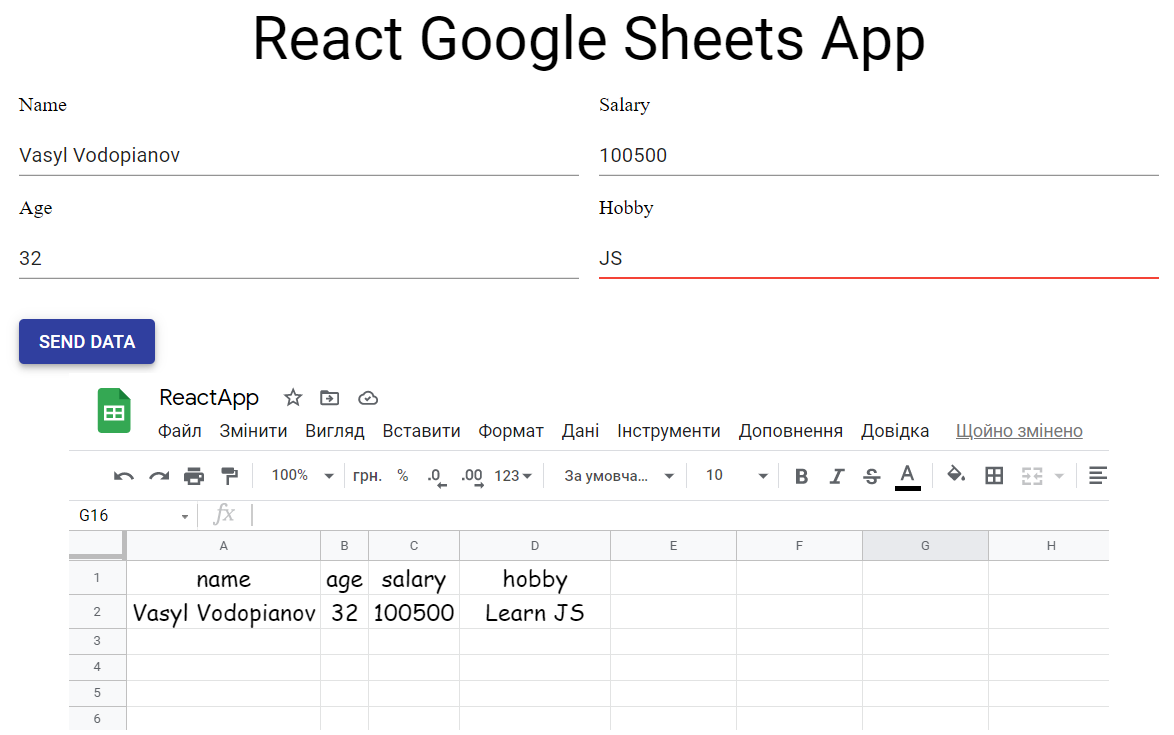 React Google Sheets App
Name Salary
Vasyl Vodopianov 100500
Age Hobby
32 JS
SEND DATA
ReactApp
Файл Змінити Вигляд Вставити Формат Дані Інструменти Доповнення Довідка Щойно змінено
100% грн. % .0 .00 123 За умовча... 10 B I S A
G16 fx
A B C D E F G H
1 name age salary hobby
2 Vasyl Vodopianov 32 100500 Learn JS
3
4
5
6